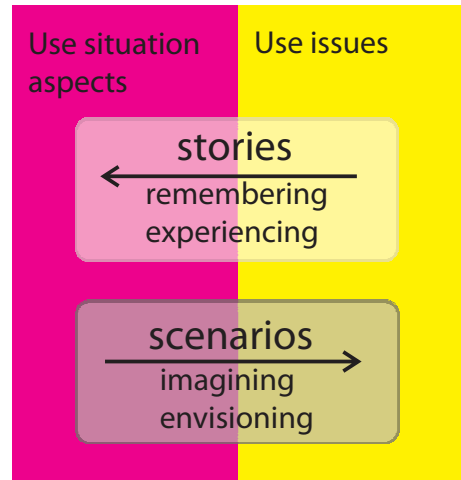 Use situation
aspects
Use issues
stories
remembering
experiencing
scenarios
imagining
envisioning